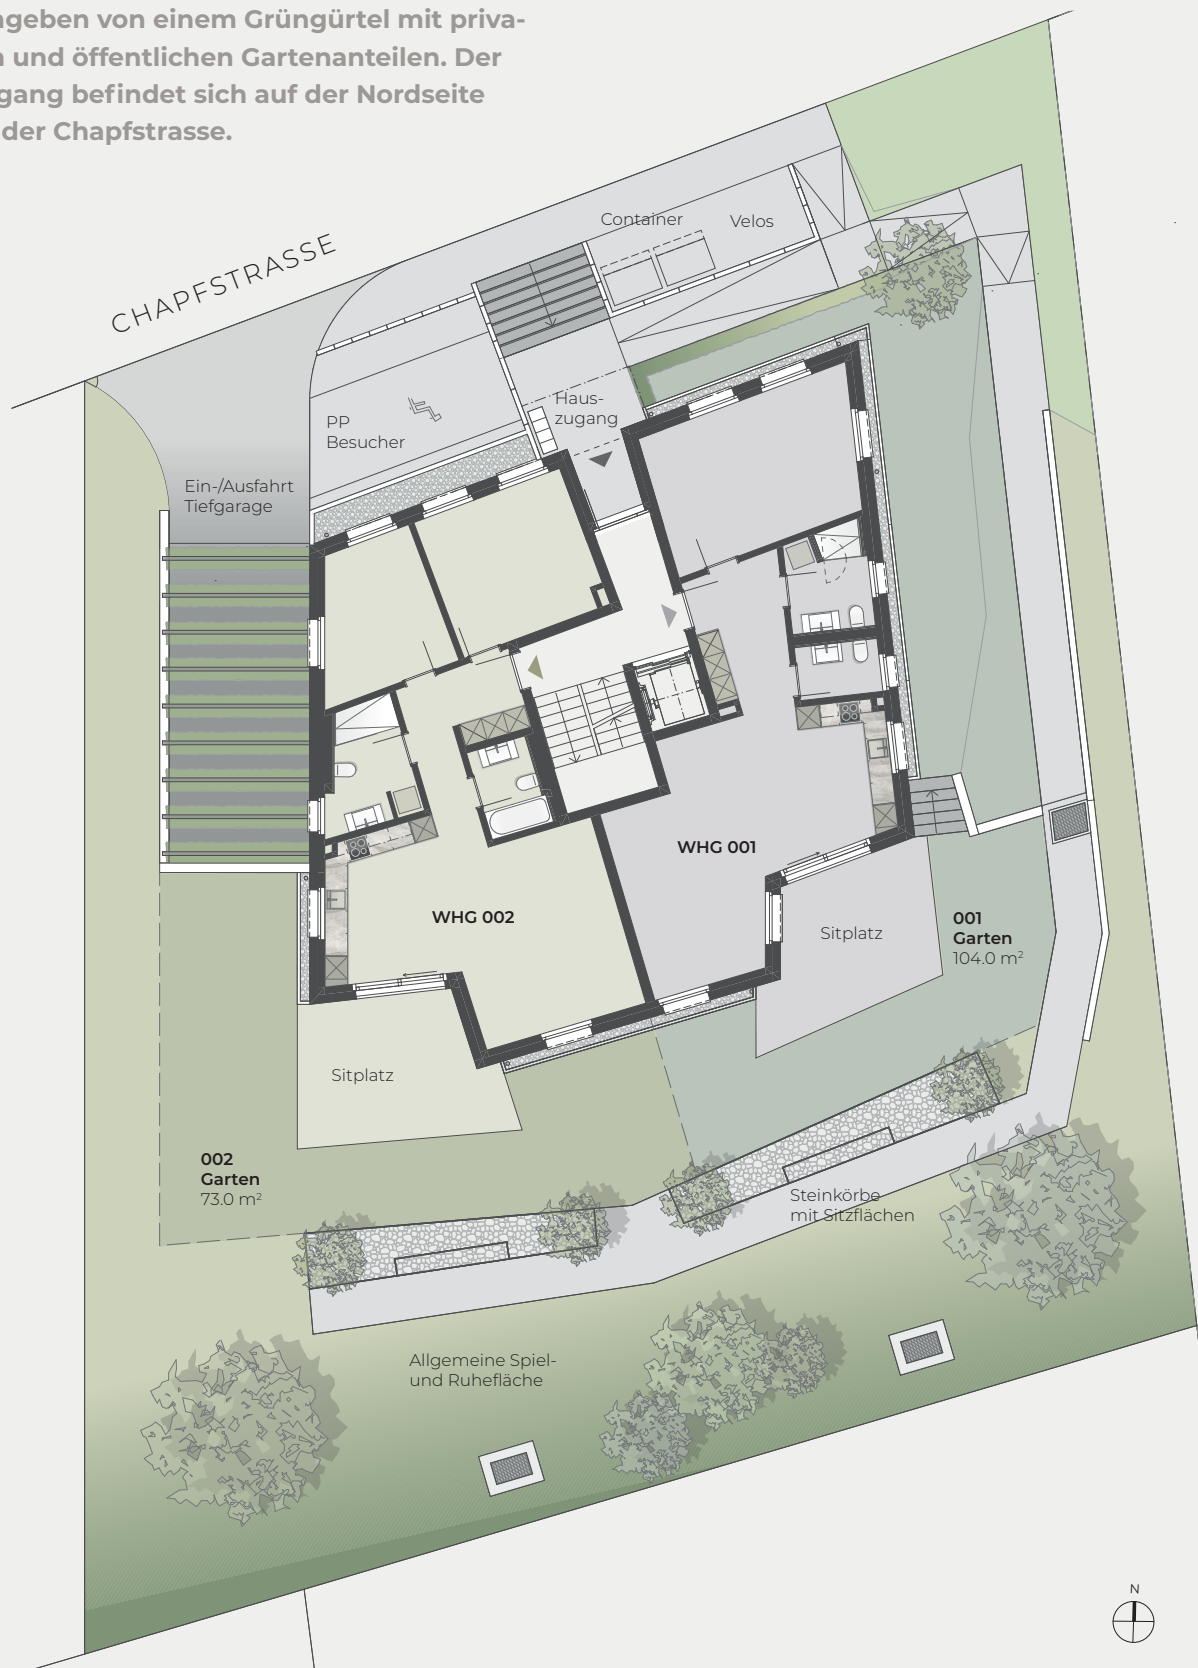 ngeben von einem Grüngürtel mit priva-
und öffentlichen Gartenanteilen. Der
gang befindet sich auf der Nordseite
der Chapfstrasse.
CHAPFSTRASSE
Container
Velos
Haus-
zugang
PP
Besucher
Ein-/Ausfahrt
Tiefgarage
WHG 001
WHG 002
Sitplatz
001
Garten
104.0 m²
Sitplatz
002
Garten
73.0 m²
Steinkörbe
mit Sitzflächen
Allgemeine Spiel-
und Ruhefläche
N